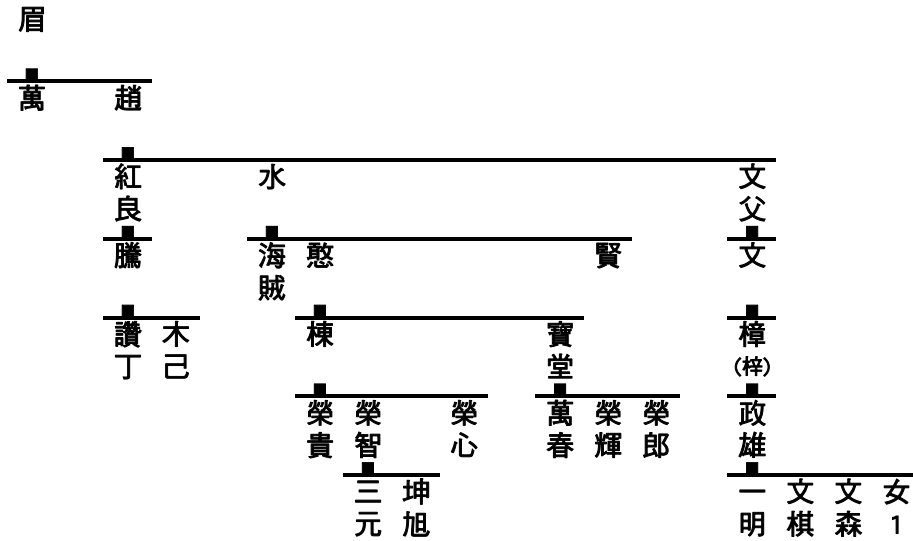 眉
萬 趙
紅良 水 文父
騰 海賊 憨 賢 文
讚丁 木己 棟 寶堂 樟(梓)
榮貴 榮智 榮心 萬春 榮輝 榮郎 政雄
三元 坤旭 一明 文棋 文森 女1